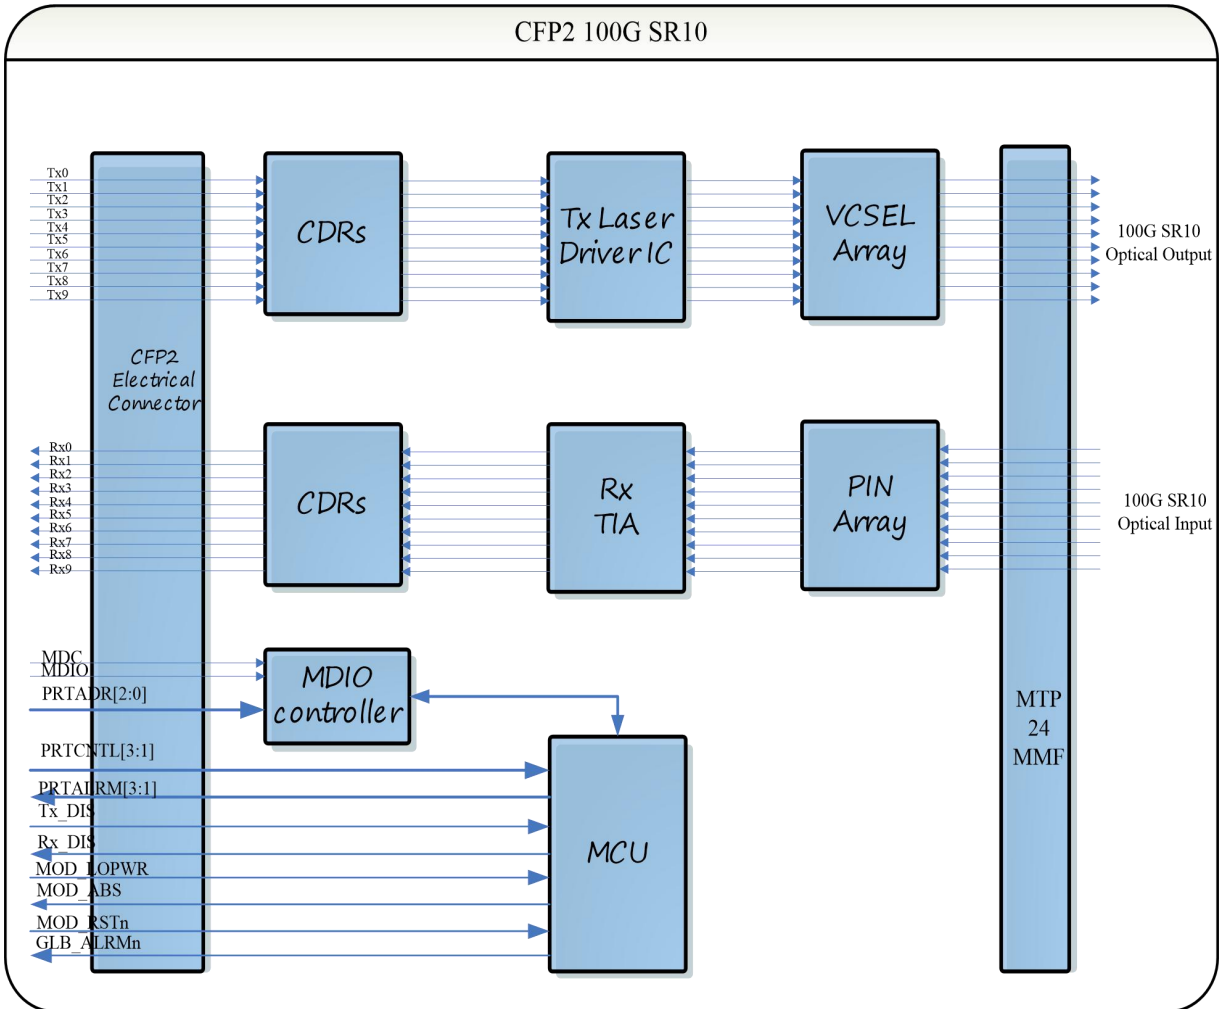 CFP2 100G SR10
Tx0
Tx1
Tx2
Tx3
Tx4
Tx5
Tx6
Tx7
Tx8
Tx9
CDRs
Tx Laser
Driver IC
VCSEL
Array
100G SR10
Optical Output
CFP2
Electrical
Connector
Rx0
Rx1
Rx2
Rx3
Rx4
Rx5
Rx6
Rx7
Rx8
Rx9
CDRs
Rx
TIA
PIN
Array
100G SR10
Optical Input
MDC
MDIO
PRTADR[2:0]
MDIO
controller
PRTCNTL[3:1]
PRTALRM[3:1]
Tx_DIS
Rx_DIS
MOD_LOPWR
MOD_ABS
MOD_RSTn
GLB_ALRMn
MCU
MTP
24
MMF